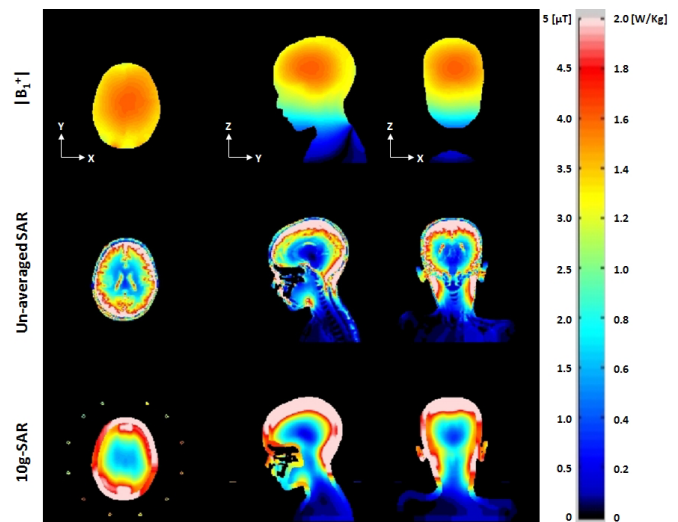 5 [μT] 2.0 [W/Kg]
|B₁⁺|
4.5 1.8
4.0 1.6
Y Z Z
X Y X
3.5 1.4
3.0 1.2
Un-averaged SAR
2.5 1.0
2.0 0.8
1.5 0.6
10g-SAR
1.0 0.4
0.5 0.2
0 0